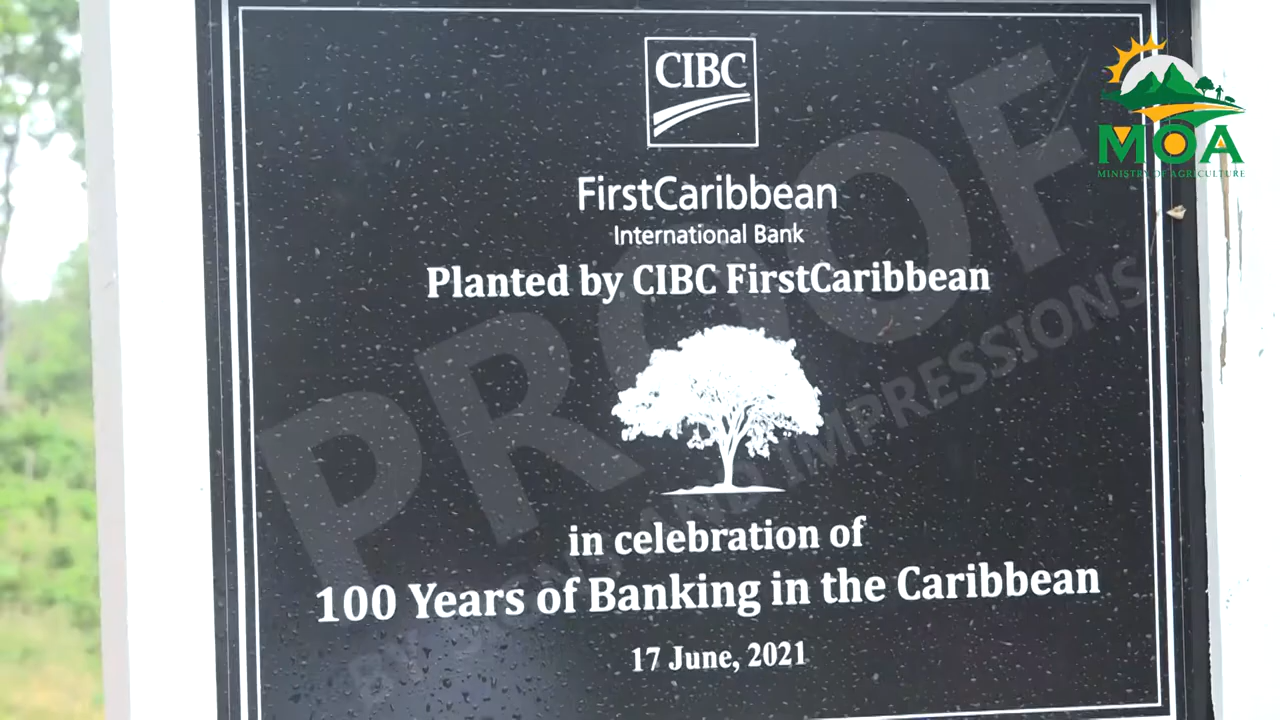 CIBC
FirstCaribbean
International Bank
Planted by CIBC FirstCaribbean
in celebration of
100 Years of Banking in the Caribbean
17 June, 2021
PROOF
AND IMPRESSIONS
MOA
MINISTRY OF AGRICULTURE